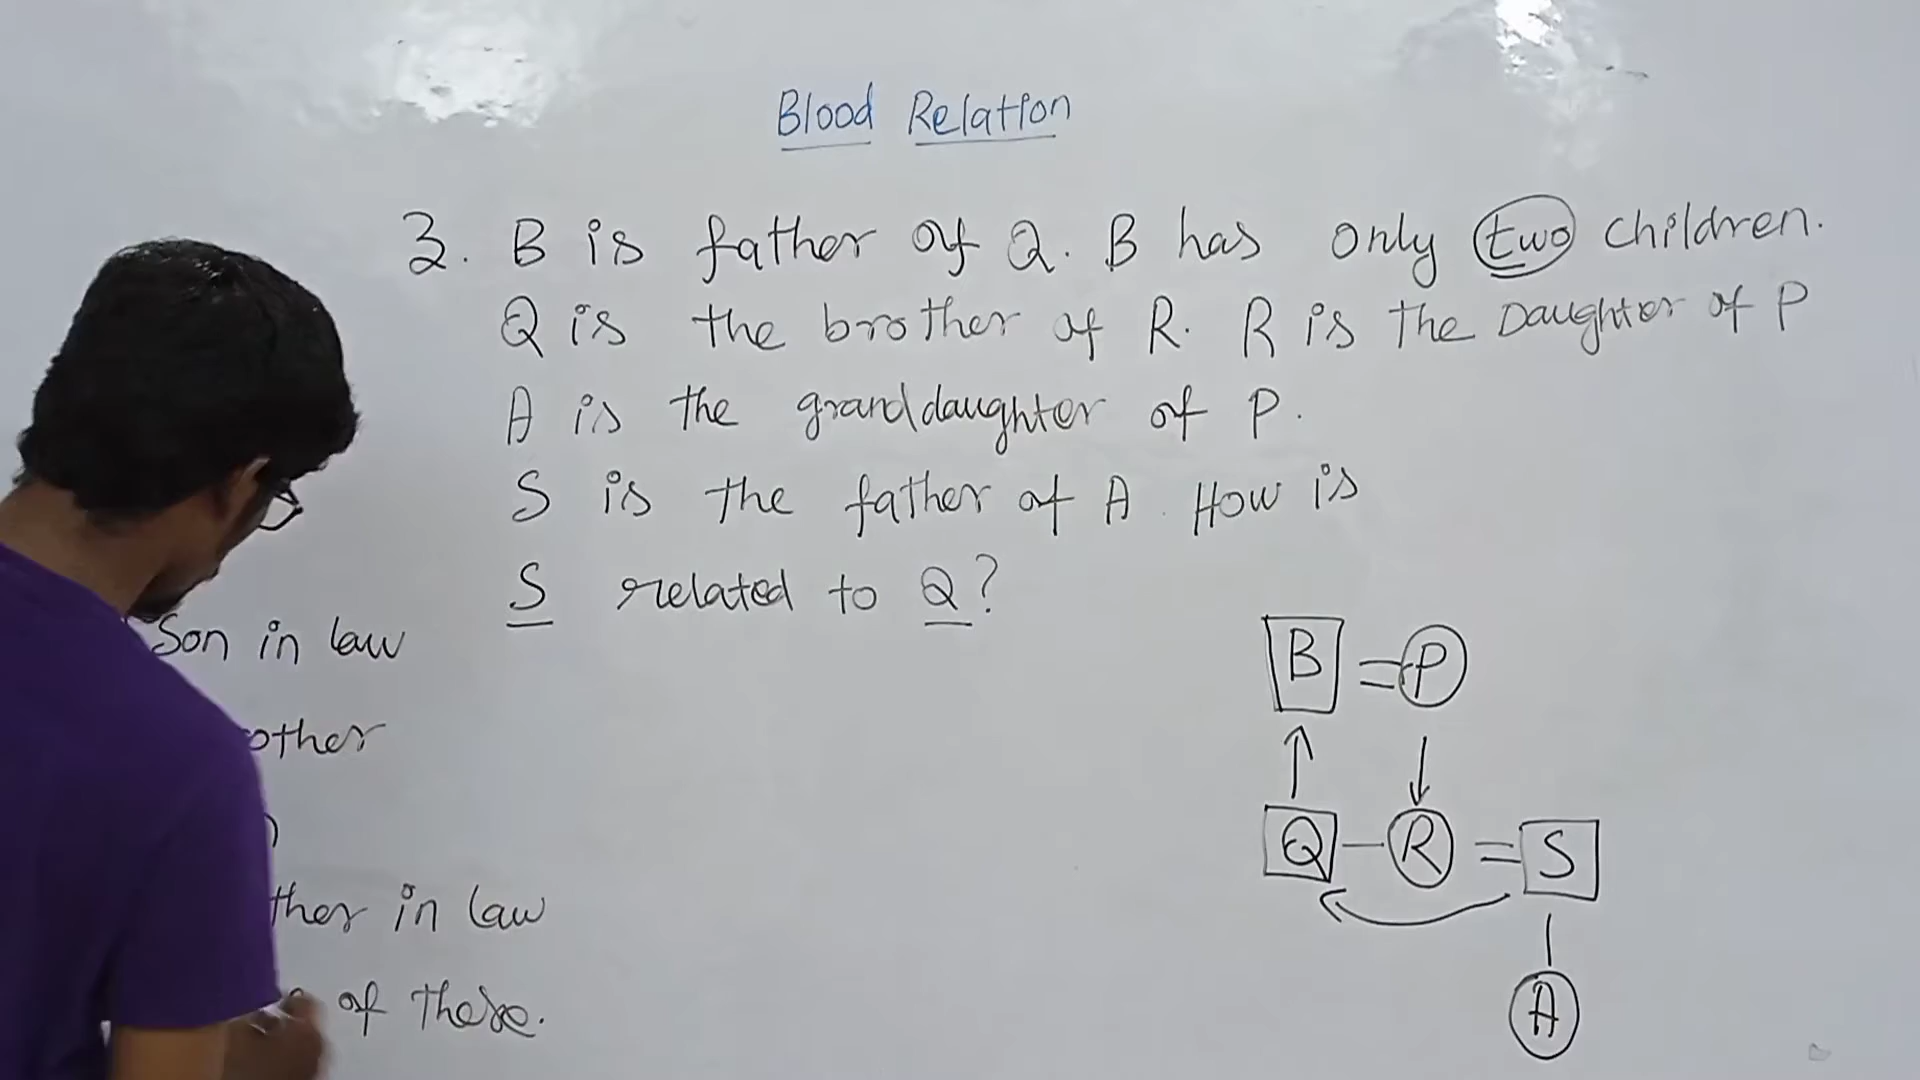 Blood Relation
3. B is father of Q. B has only two children.
Q is the brother of R. R is the Daughter of P
A is the granddaughter of P.
S is the father of A. How is
S related to Q?
Son in law
other
ther in law
of these.
B = P
Q - R = S
A